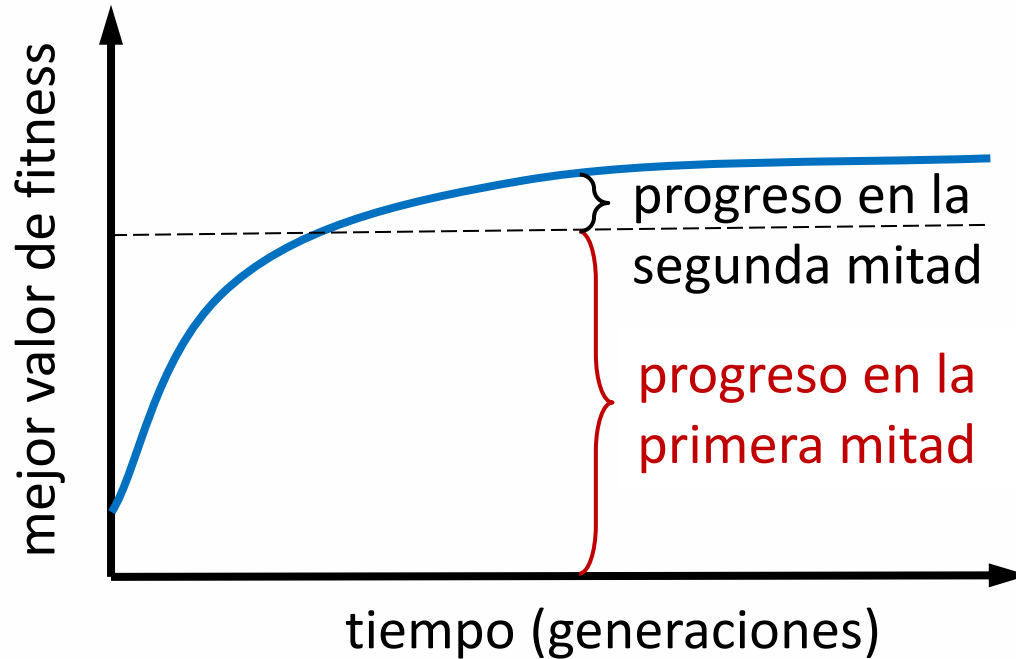 mejor valor de fitness
progreso en la
segunda mitad
progreso en la
primera mitad
tiempo (generaciones)